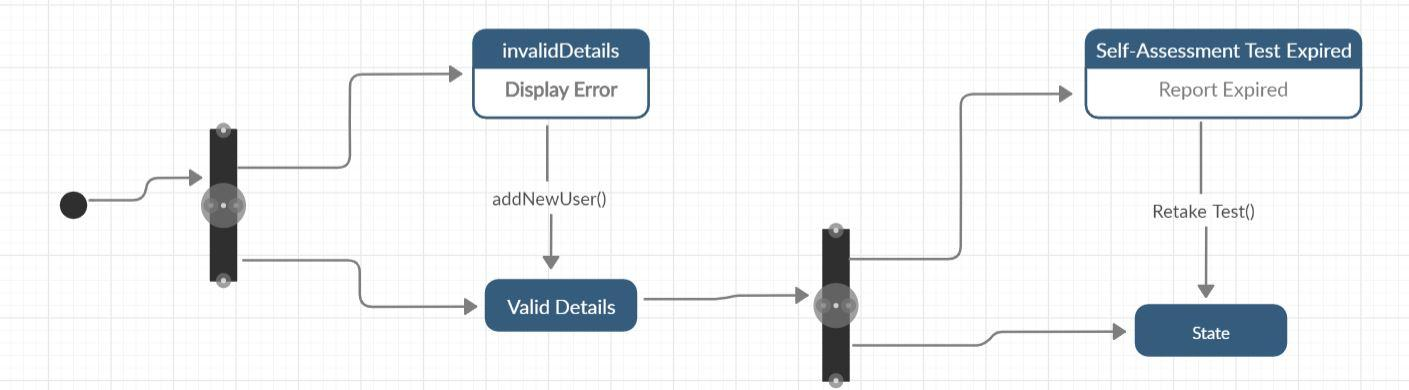 invalidDetails
Display Error
addNewUser()
Valid Details
Self-Assessment Test Expired
Report Expired
Retake Test()
State